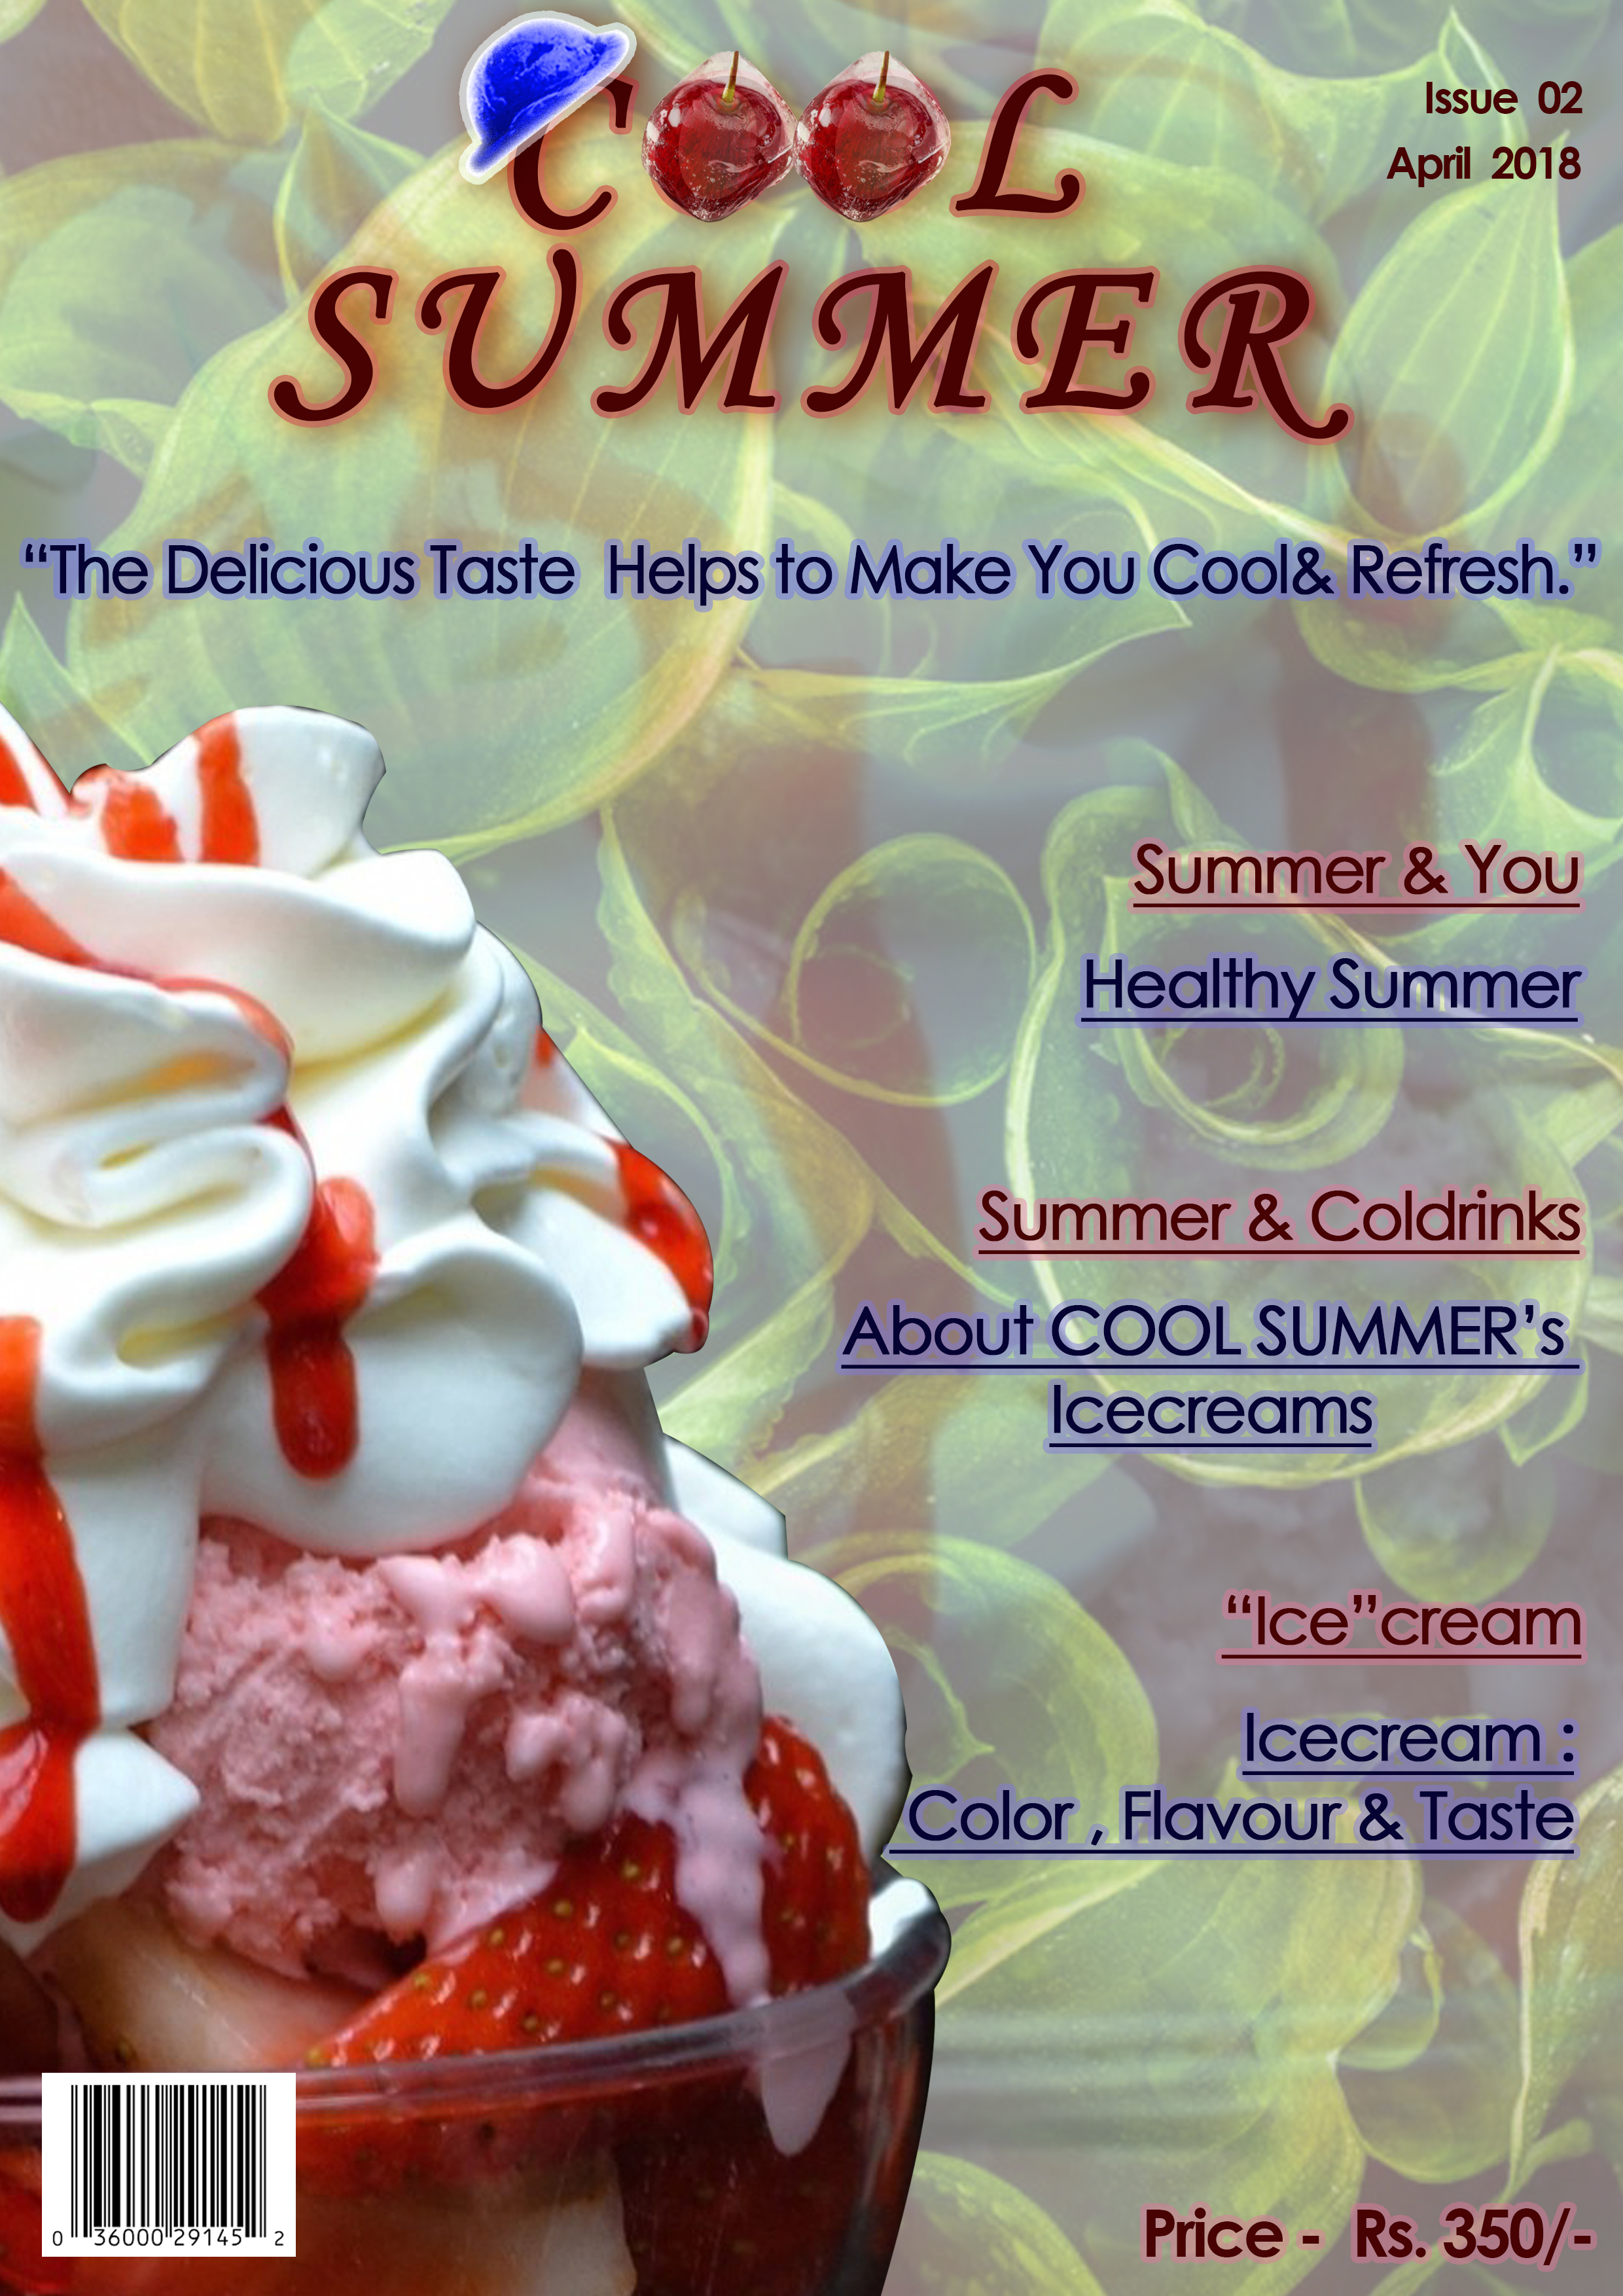 COOL
SUMMER
Issue 02
April 2018
“The Delicious Taste Helps to Make You Cool& Refresh.”
Summer & You
Healthy Summer
Summer & Coldrinks
About COOL SUMMER’s
Icecreams
“Ice”cream
Icecream :
Color , Flavour & Taste
0 36000 29145 2
Price - Rs. 350/-